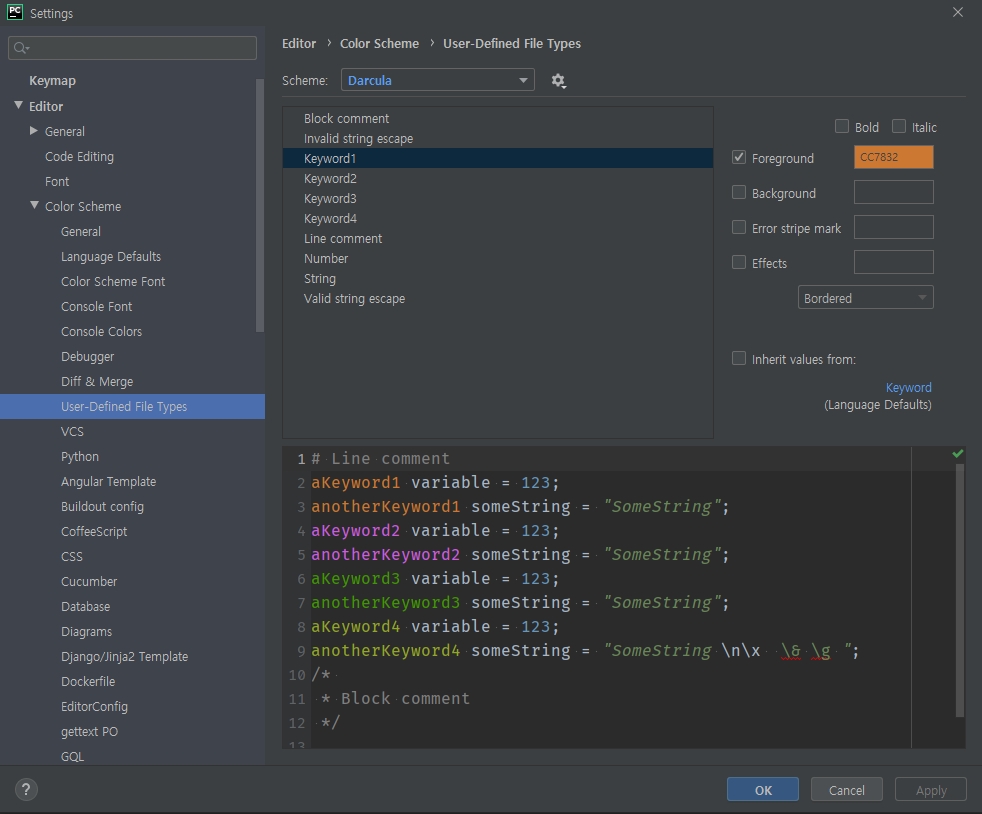 PC Settings
Keymap
Editor
General
Code Editing
Font
Color Scheme
General
Language Defaults
Color Scheme Font
Console Font
Console Colors
Debugger
Diff & Merge
User-Defined File Types
VCS
Python
Angular Template
Buildout config
CoffeeScript
CSS
Cucumber
Database
Diagrams
Django/Jinja2 Template
Dockerfile
EditorConfig
gettext PO
GQL
Editor › Color Scheme › User-Defined File Types
Scheme: Darcula
Block comment
Invalid string escape
Keyword1
Keyword2
Keyword3
Keyword4
Line comment
Number
String
Valid string escape
Bold Italic
Foreground CC7832
Background
Error stripe mark
Effects
Bordered
Inherit values from:
Keyword
(Language Defaults)
1 # Line comment
2 aKeyword1 variable = 123;
3 anotherKeyword1 someString = "SomeString";
4 aKeyword2 variable = 123;
5 anotherKeyword2 someString = "SomeString";
6 aKeyword3 variable = 123;
7 anotherKeyword3 someString = "SomeString";
8 aKeyword4 variable = 123;
9 anotherKeyword4 someString = "SomeString \n\x \& \g ";
10 /*
11 * Block comment
12 */
13
? OK Cancel Apply